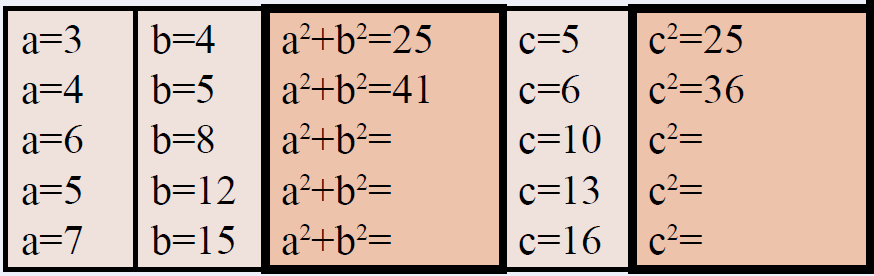 a=3 b=4 a²+b²=25 c=5 c²=25
a=4 b=5 a²+b²=41 c=6 c²=36
a=6 b=8 a²+b²= c=10 c²=
a=5 b=12 a²+b²= c=13 c²=
a=7 b=15 a²+b²= c=16 c²=